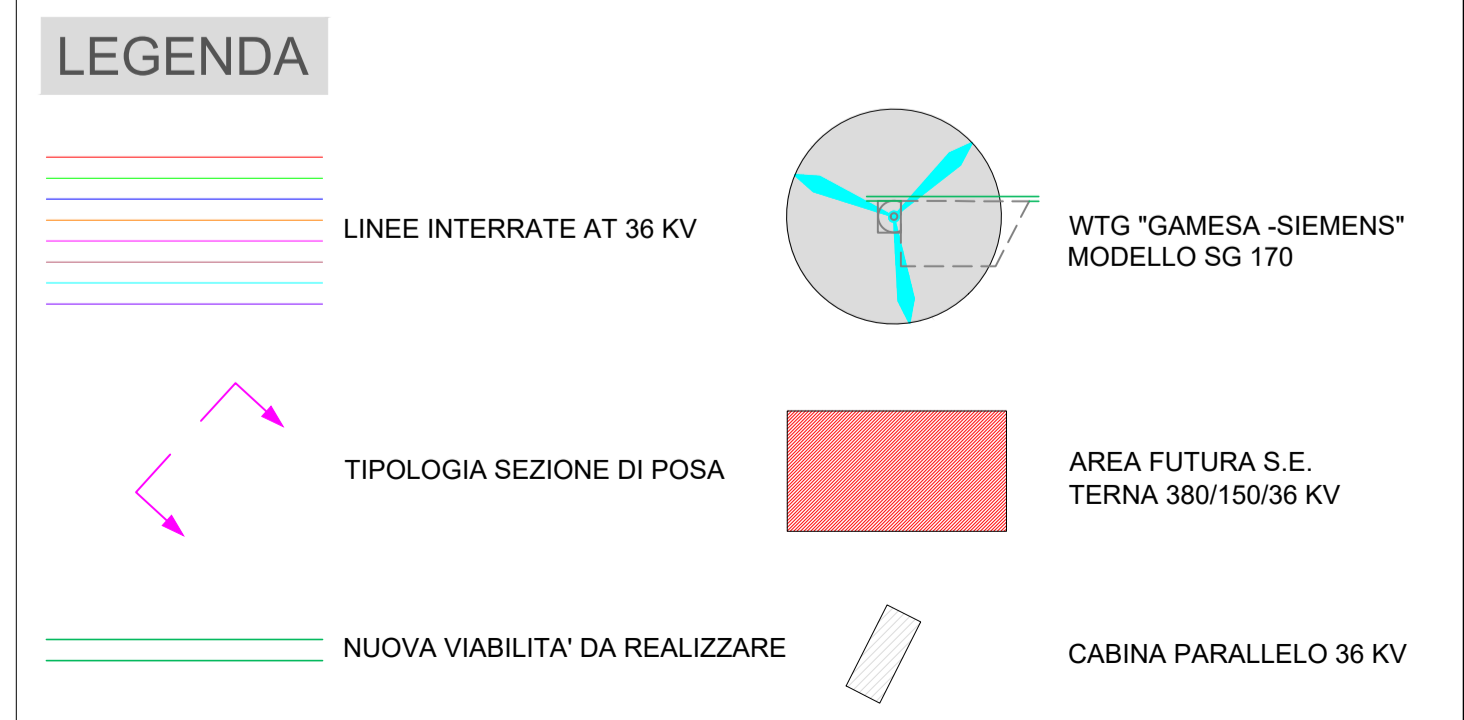 LEGENDA
LINEE INTERRATE AT 36 KV
WTG "GAMESA -SIEMENS"
MODELLO SG 170
TIPOLOGIA SEZIONE DI POSA
AREA FUTURA S.E.
TERNA 380/150/36 KV
NUOVA VIABILITA' DA REALIZZARE
CABINA PARALLELO 36 KV